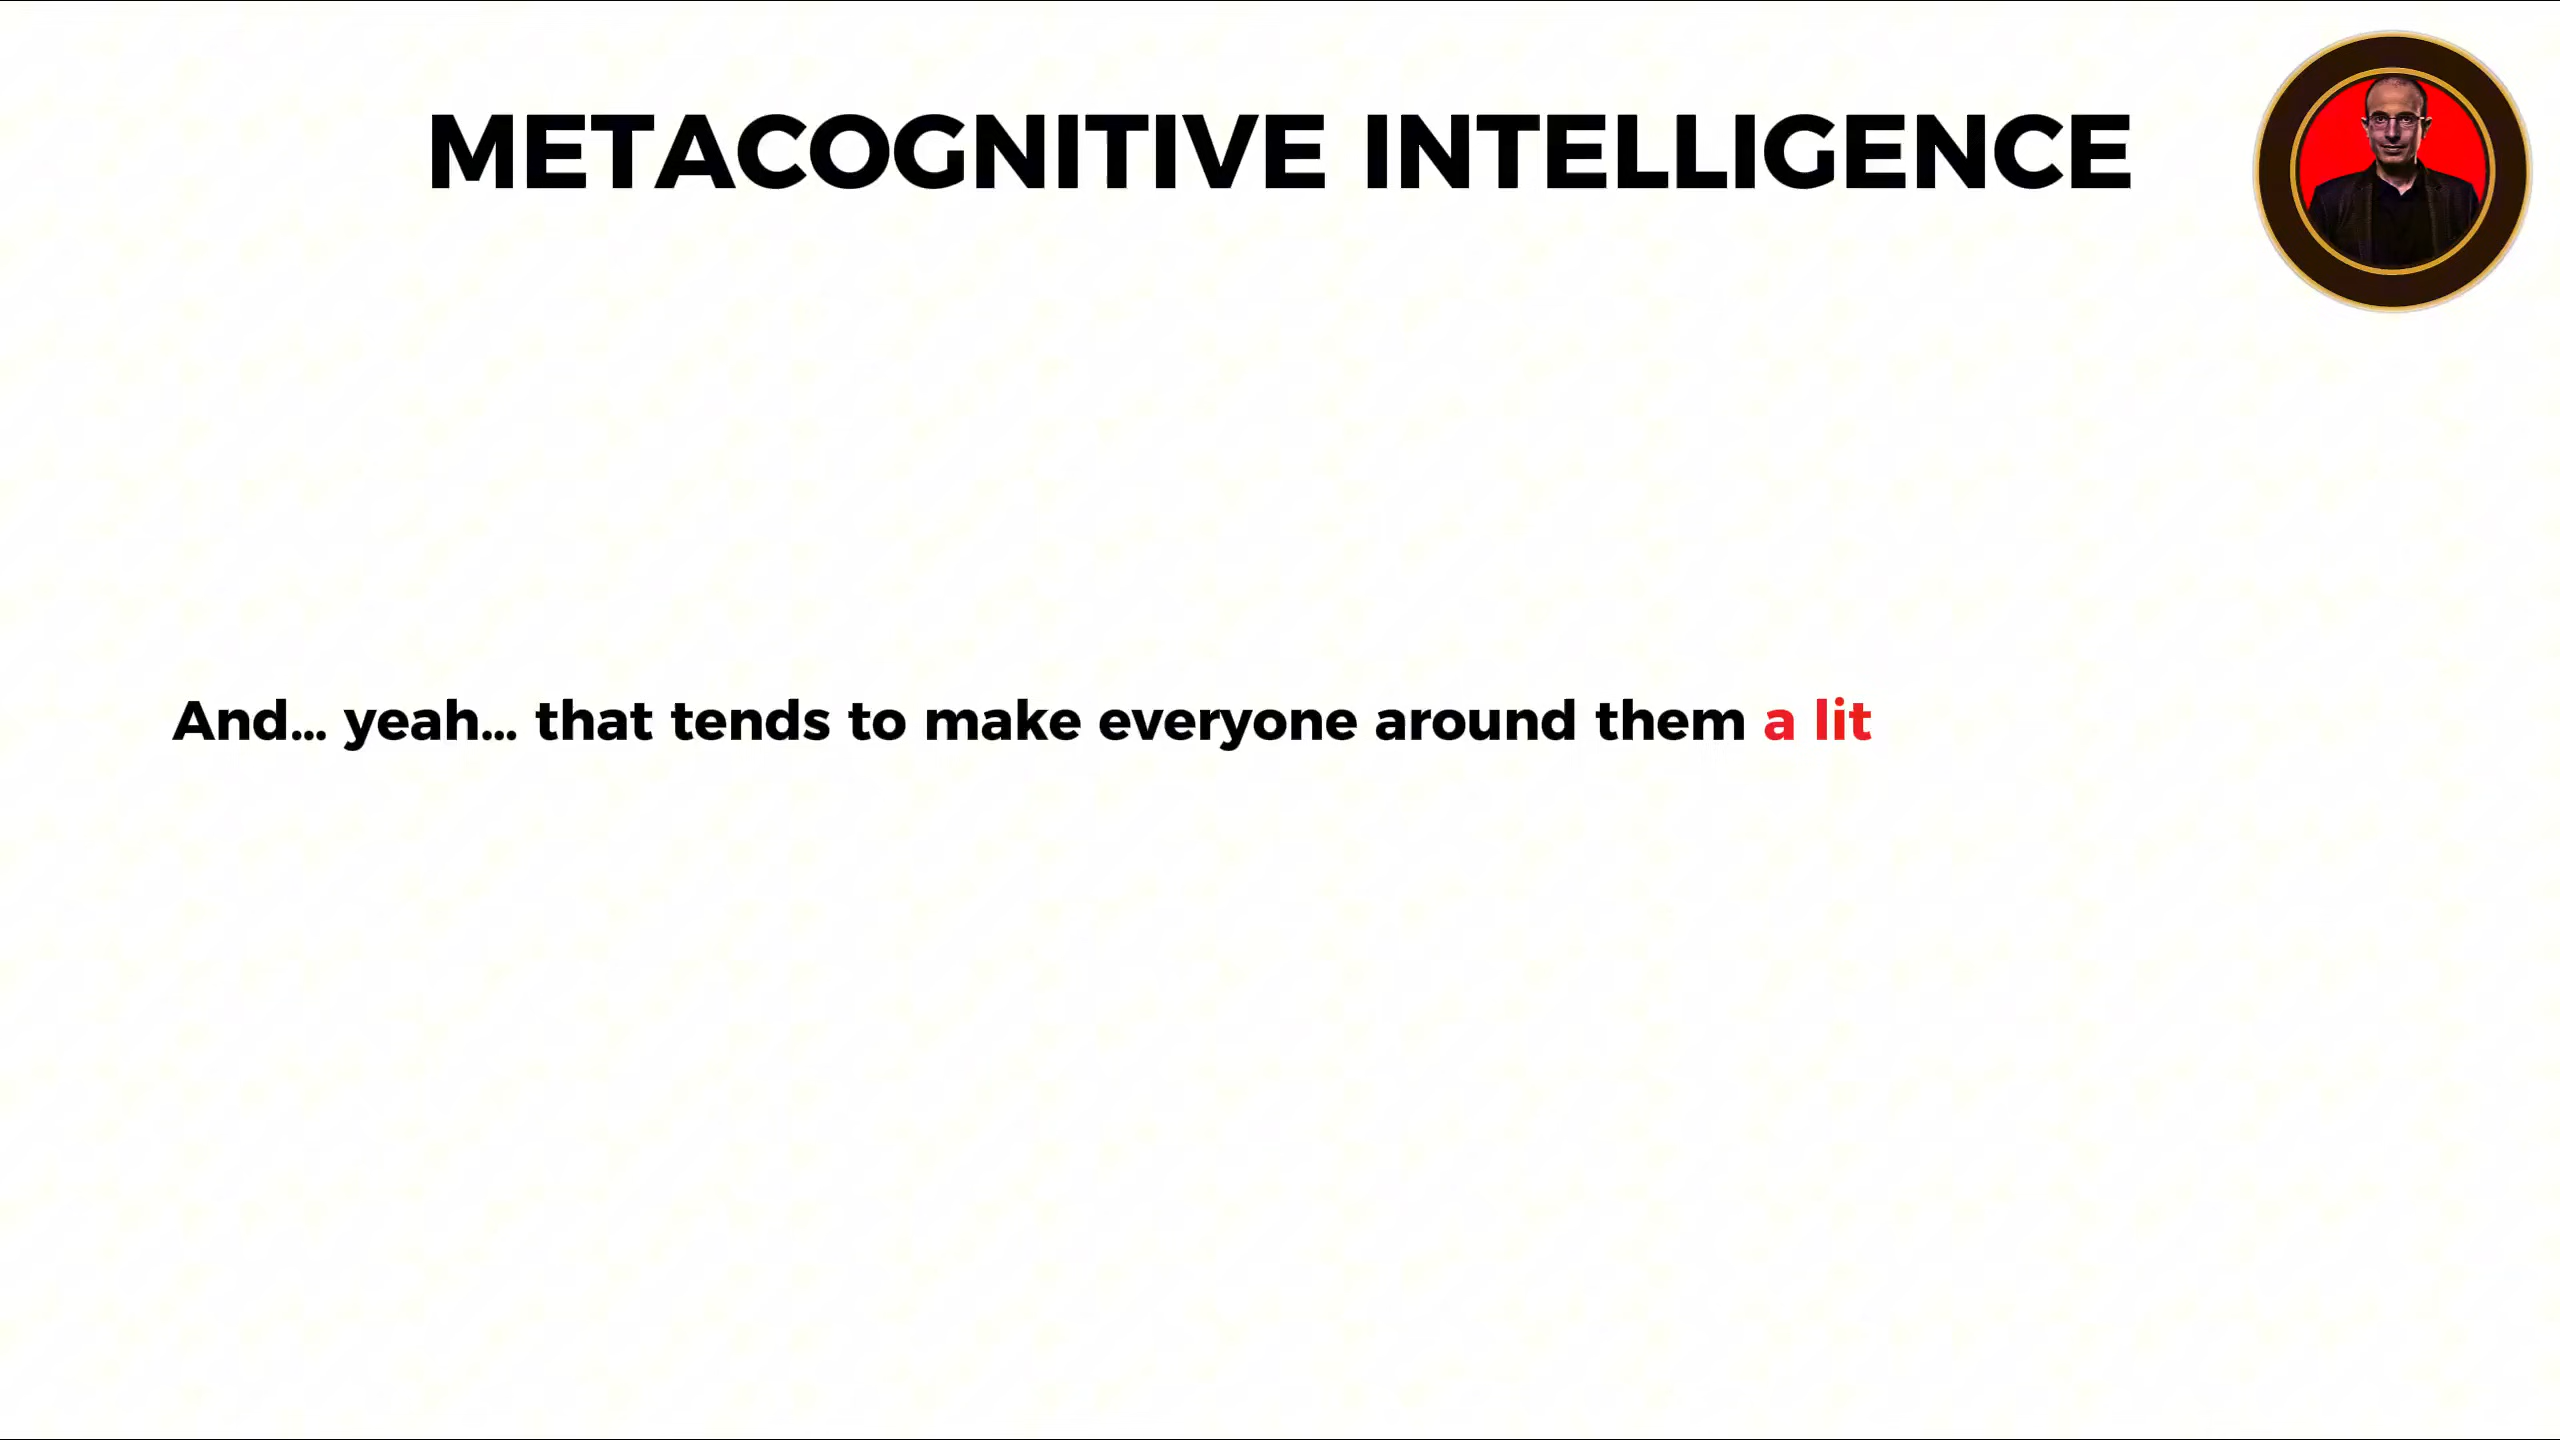 METACOGNITIVE INTELLIGENCE
And... yeah... that tends to make everyone around them a lit